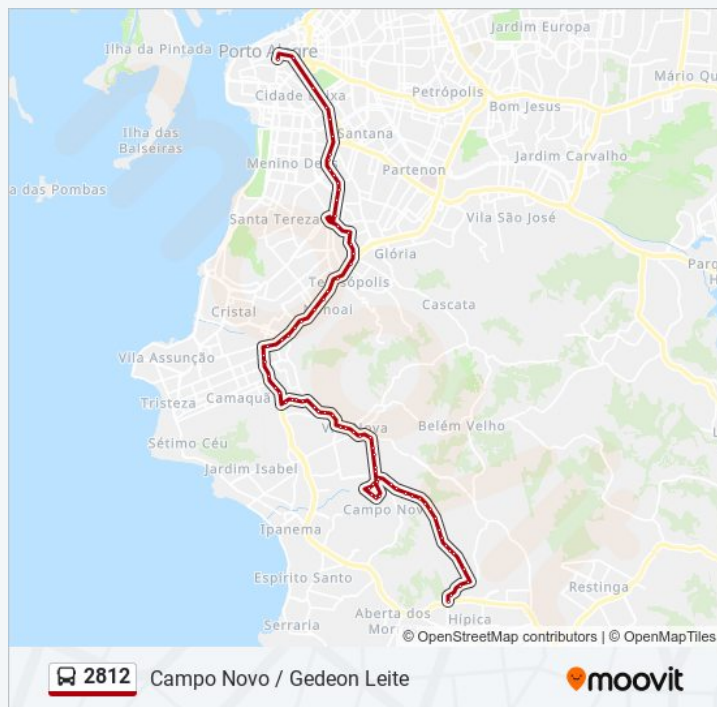 Jardim Europa
Ilha da Pintada
Porto Alegre
Mário Qu
Petrópolis
Cidade Baixa
Bom Jesus
Ilha das
Balseiras
Santana
Jardim Carvalho
Menino Deus
Partenon
a das Pombas
Santa Tereza
Vila São José
Glória
Teresópolis
Cascata
Cristal
Nonoai
Vila Assunção
Camaquã
Tristeza
Belém Velho
Sétimo Céu
Vila Nova
Jardim Isabel
Campo Novo
Ipanema
Espírito Santo
Restinga
Aberta dos
Mor
Hípica
Serraria
© OpenStreetMap contributors | © OpenMapTiles
2812
Campo Novo / Gedeon Leite
moovit